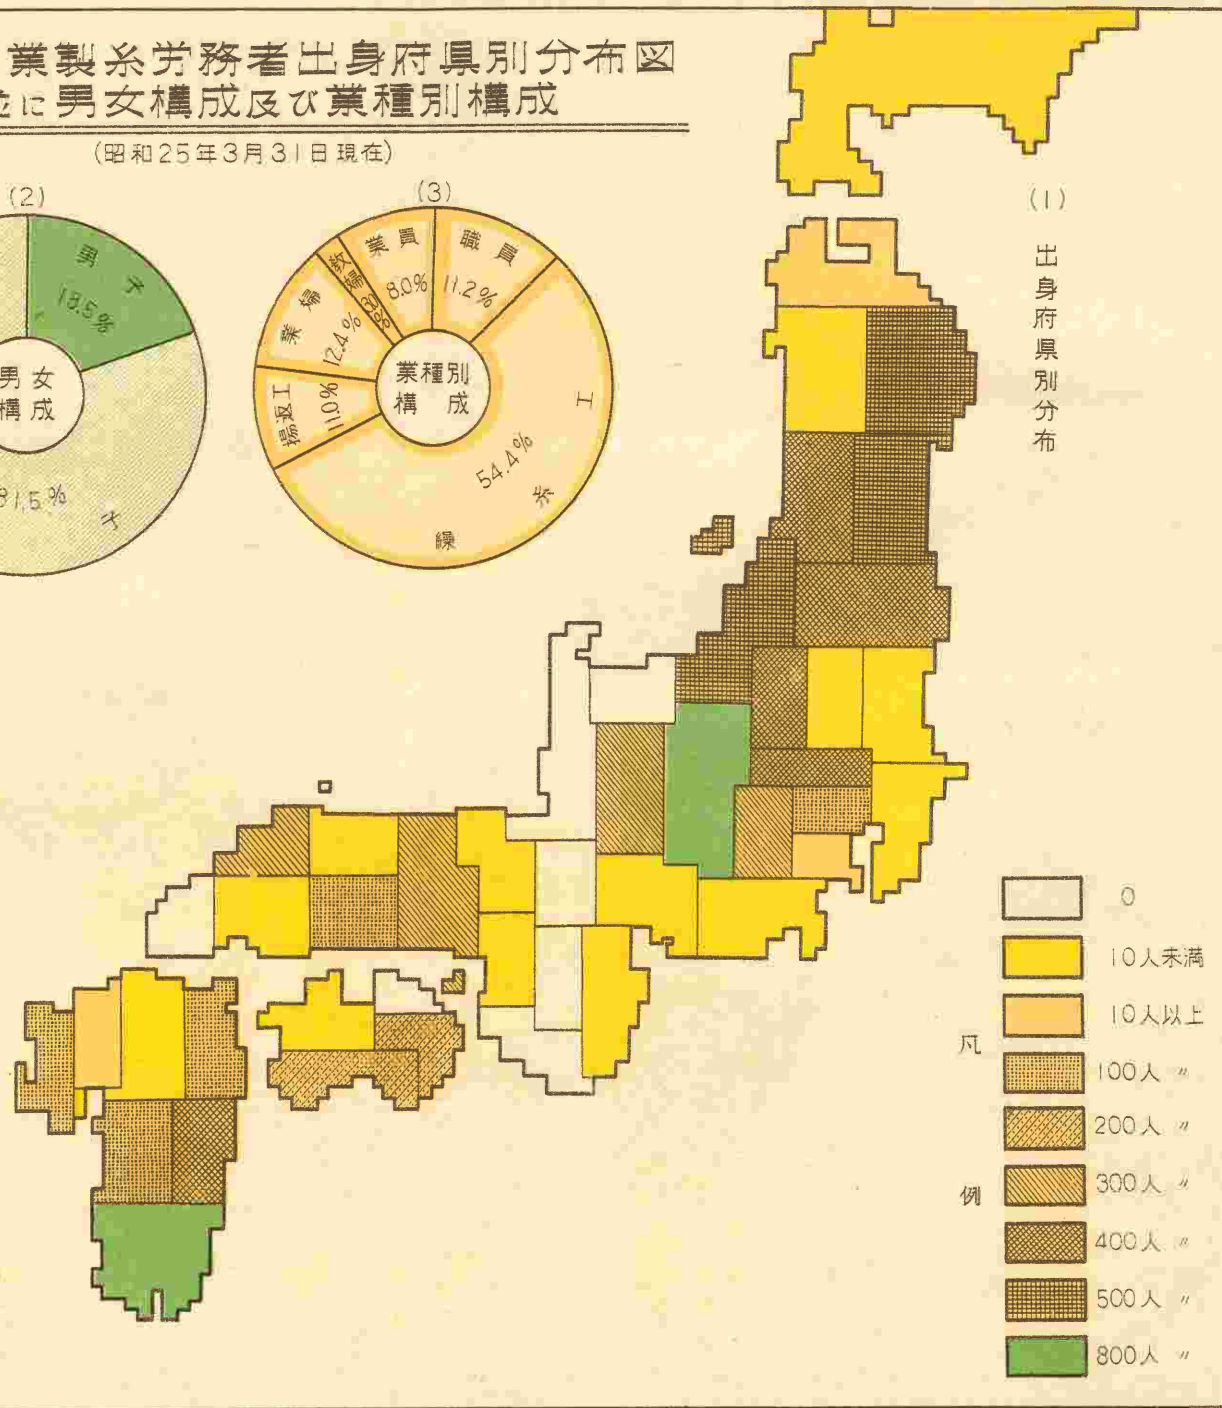 業製糸労務者出身府県別分布図
並に男女構成及び業種別構成
(昭和25年3月31日現在)
(2)
男子
18.5%
男女
構成
81.5%
子
(3)
職員
11.2%
業員
8.0%
教婦
業婦
12.4%
揚返工
11.0%
業種別
構成
繰糸工
54.4%
(1)
出身府県別分布
凡例
0
10人未満
10人以上
100人 〃
200人 〃
300人 〃
400人 〃
500人 〃
800人 〃